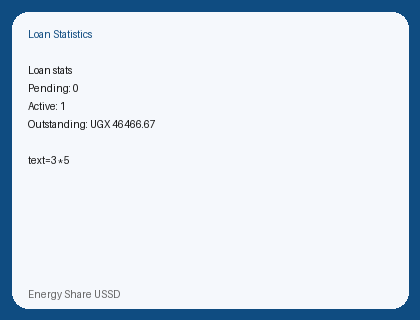 Loan Statistics
Loan stats
Pending: 0
Active: 1
Outstanding: UGX 46466.67
text=3*5
Energy Share USSD